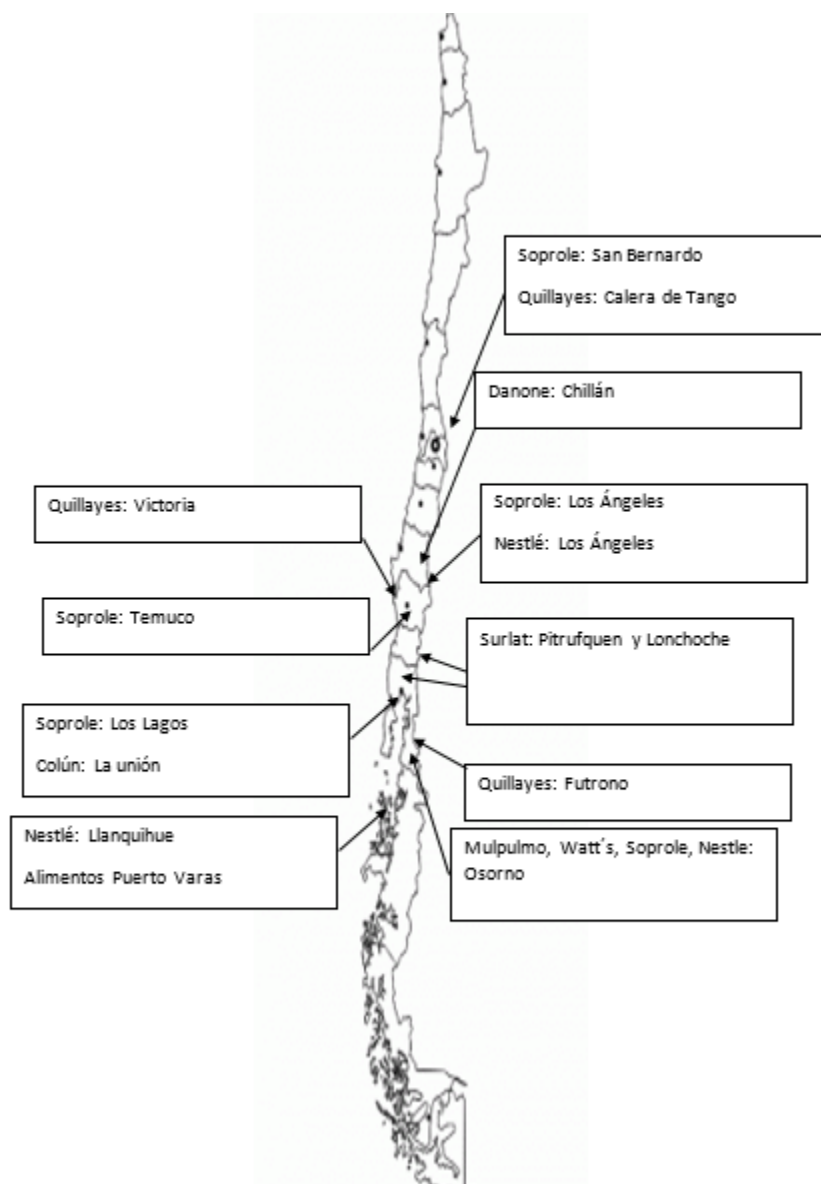 Soprole: San Bernardo
Quillayes: Calera de Tango
Danone: Chillán
Quillayes: Victoria
Soprole: Los Ángeles
Nestlé: Los Ángeles
Soprole: Temuco
Surlat: Pitrufquen y Lonchoche
Soprole: Los Lagos
Colún: La unión
Quillayes: Futrono
Nestlé: Llanquihue
Alimentos Puerto Varas
Mulpulmo, Watt´s, Soprole, Nestle:
Osorno